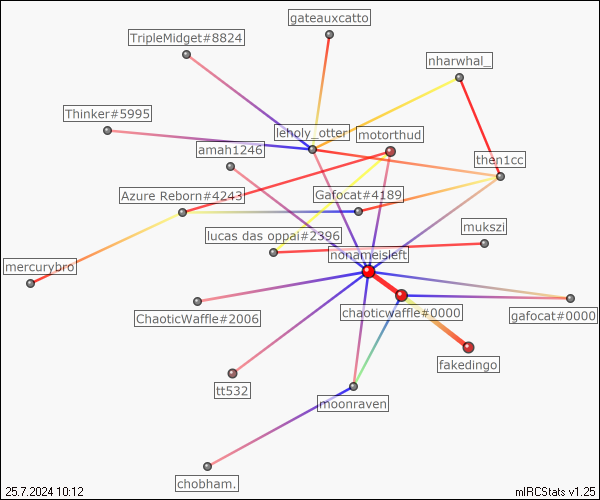 gateauxcatto
TripleMidget#8824
nharwhal_
Thinker#5995
leholy_otter
motorthud
amah1246
then1cc
Azure Reborn#4243
Gafocat#4189
mukszi
lucas das oppai#2396
nonameisleft
mercurybro
ChaoticWaffle#2006
chaoticwaffle#0000
gafocat#0000
fakedingo
tt532
moonraven
chobham.
25.7.2024 10:12
mIRCStats v1.25